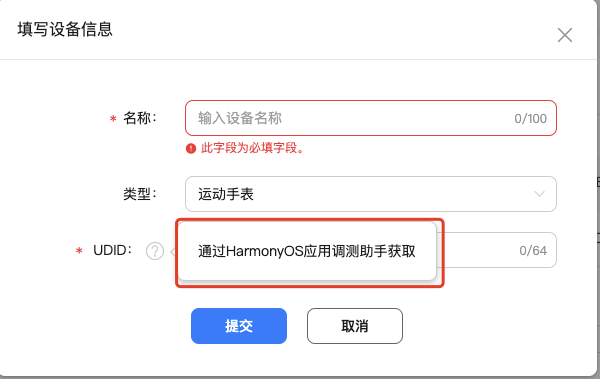 填写设备信息
* 名称: 输入设备名称 0/100
此字段为必填字段。
类型: 运动手表
* UDID: ? 通过HarmonyOS应用调测助手获取 0/64
提交 取消